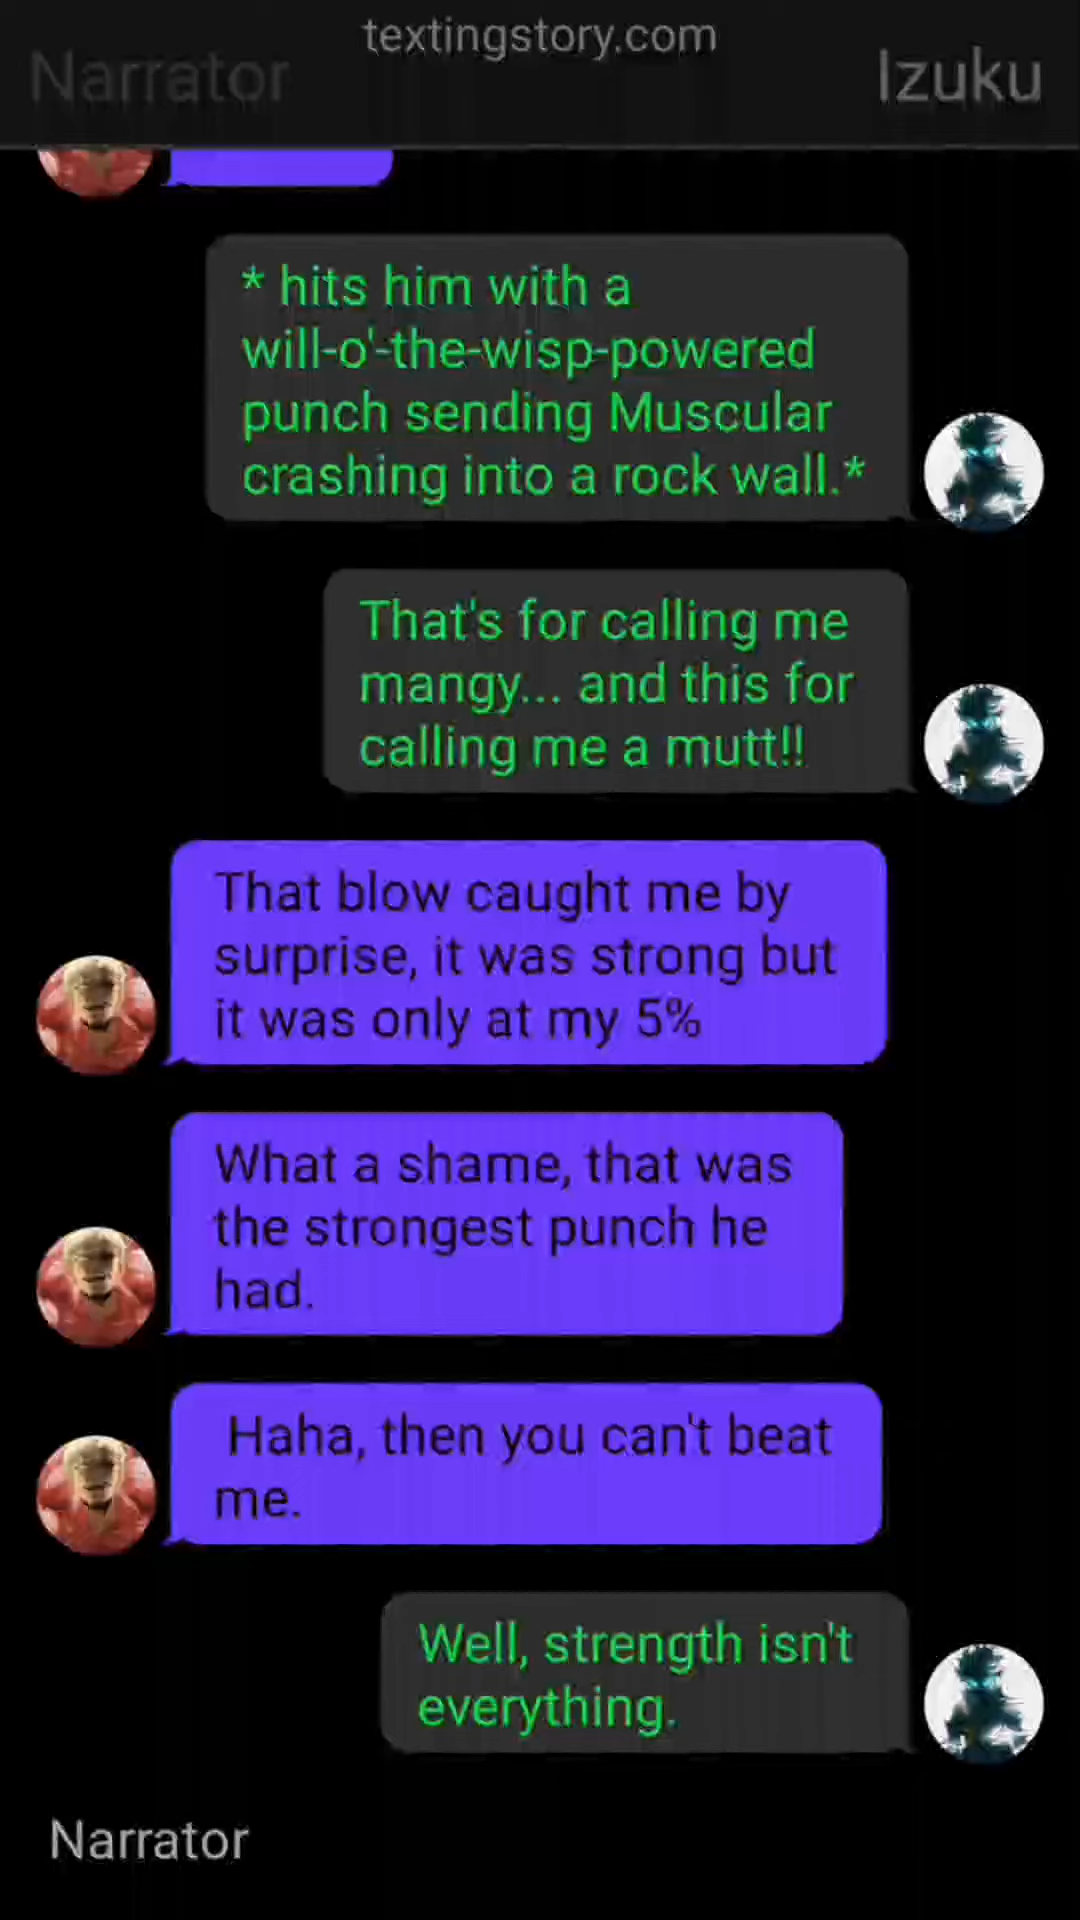 textingstory.com
Narrator
Izuku
* hits him with a
will-o'-the-wisp-powered
punch sending Muscular
crashing into a rock wall.*
That's for calling me
mangy... and this for
calling me a mutt!!
That blow caught me by
surprise, it was strong but
it was only at my 5%
What a shame, that was
the strongest punch he
had.
Haha, then you can't beat
me.
Well, strength isn't
everything.
Narrator